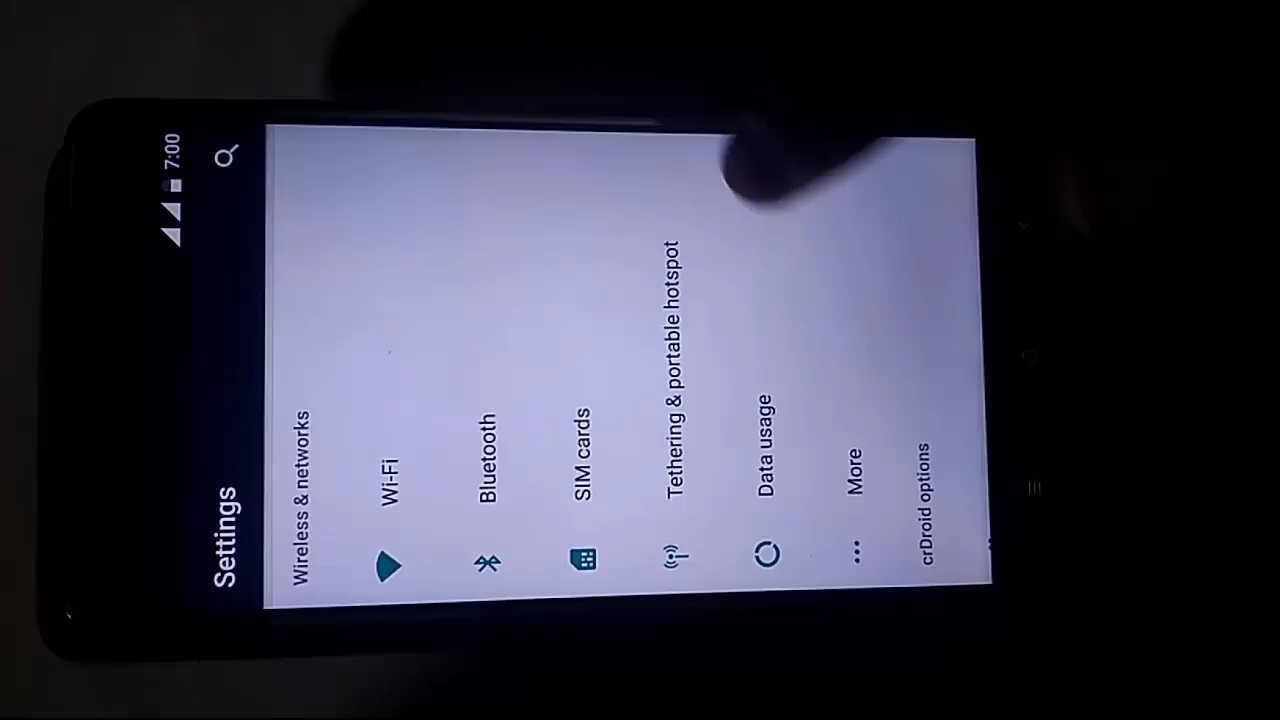 7:00
Settings
Wireless & networks
Wi-Fi
Bluetooth
SIM cards
Tethering & portable hotspot
Data usage
More
crDroid options